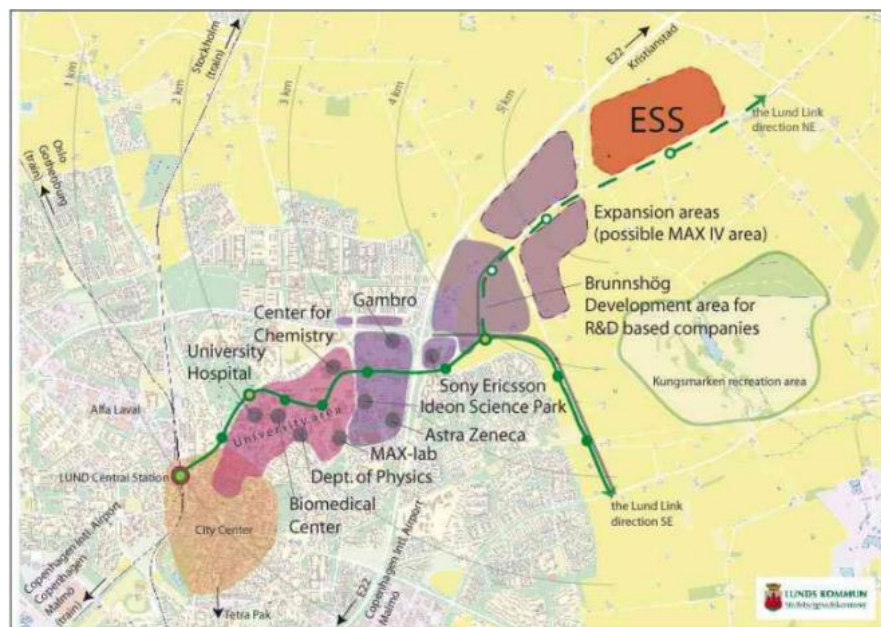 Stockholm
(train)
1 km
2 km
3 km
4 km
5 km
E22
Kristianstad
ESS
the Lund Link
direction NE
Oslo
Gothenburg
(train)
Expansion areas
(possible MAX IV area)
Gambro
Center for
Chemistry
Brunnshög
Development area for
R&D based companies
University
Hospital
Kungsmarken recreation area
Sony Ericsson
Ideon Science Park
Alfa Laval
University area
Astra Zeneca
MAX-lab
Dept. of Physics
LUND Central Station
Biomedical
Center
the Lund Link
direction SE
City Center
Copenhagen Intl. Airport
Copenhagen
Malmö
(train)
E22
Copenhagen Intl. Airport
Malmö
Tetra Pak
LUNDS KOMMUN